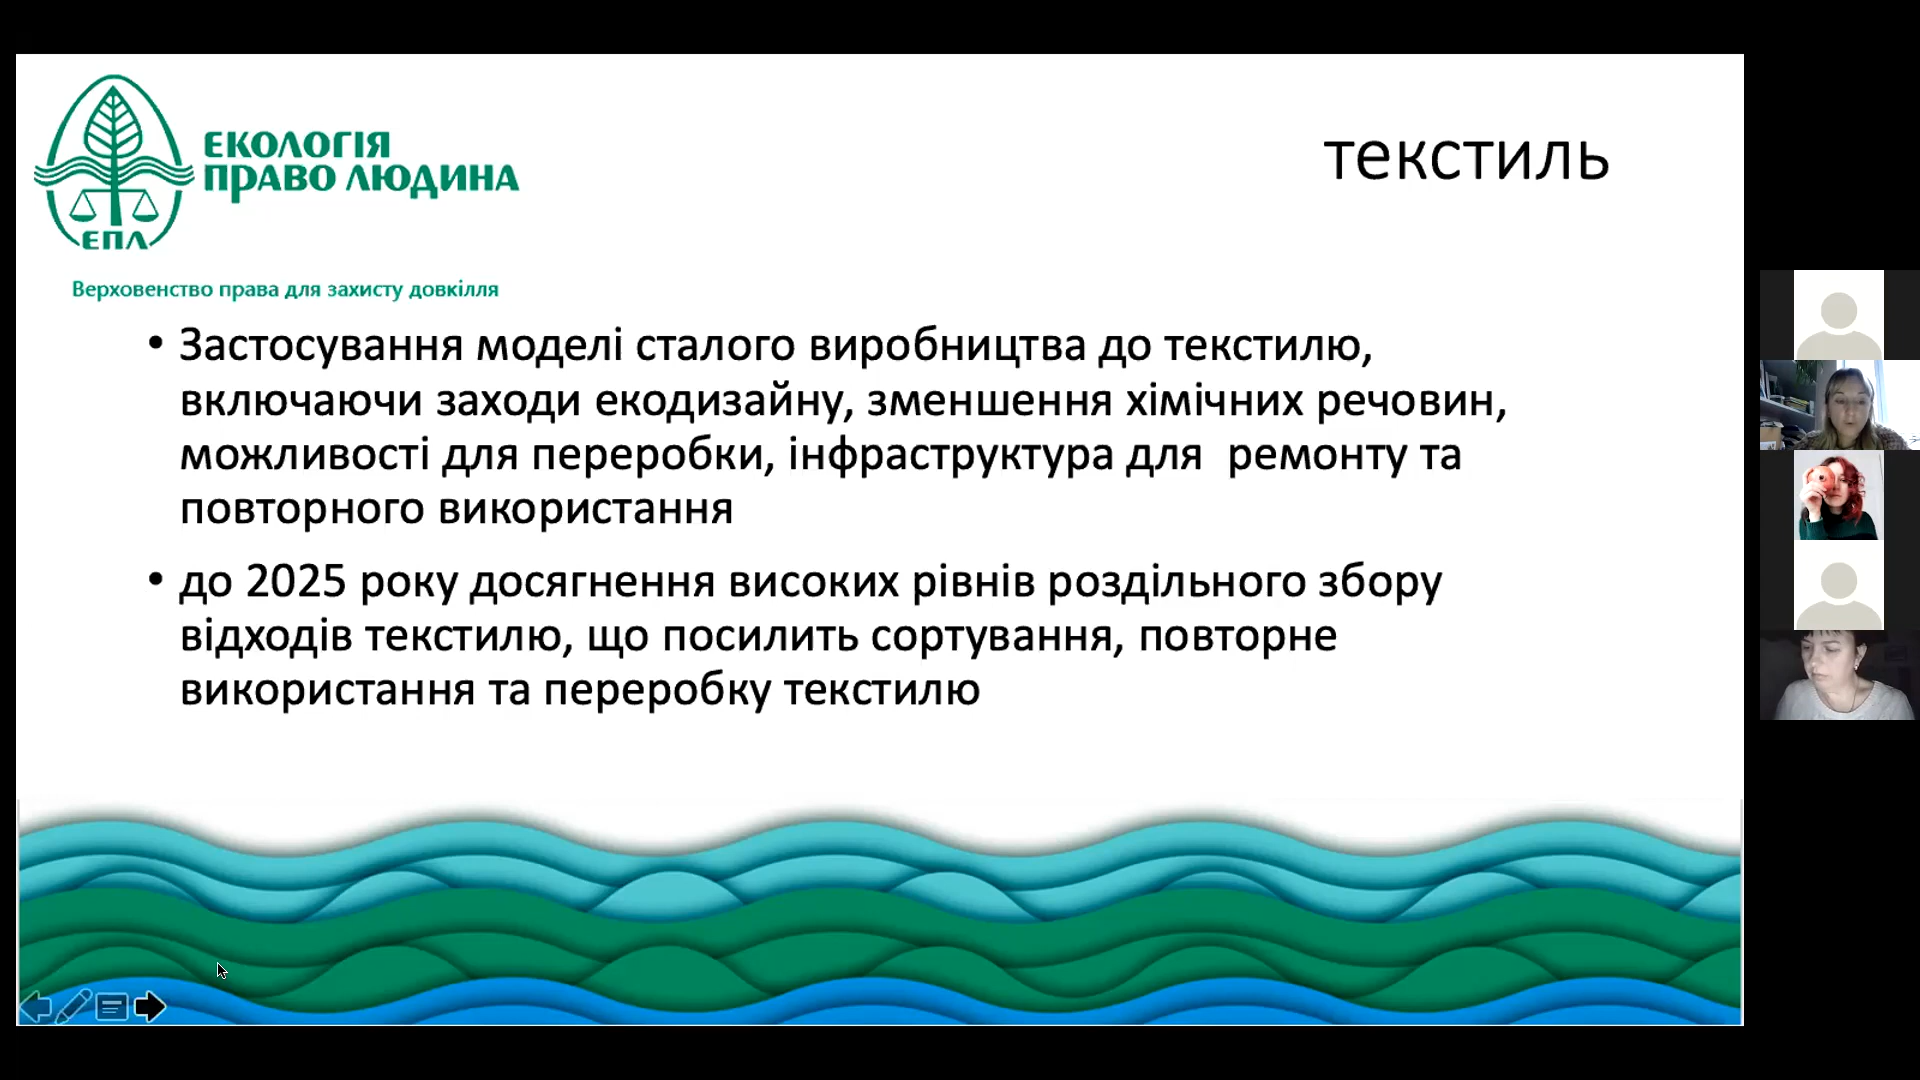 ЕКОЛОГІЯ
ПРАВО ЛЮДИНА
ЕПЛ
Верховенство права для захисту довкілля
текстиль
• Застосування моделі сталого виробництва до текстилю,
включаючи заходи екодизайну, зменшення хімічних речовин,
можливості для переробки, інфраструктура для  ремонту та
повторного використання
• до 2025 року досягнення високих рівнів роздільного збору
відходів текстилю, що посилить сортування, повторне
використання та переробку текстилю